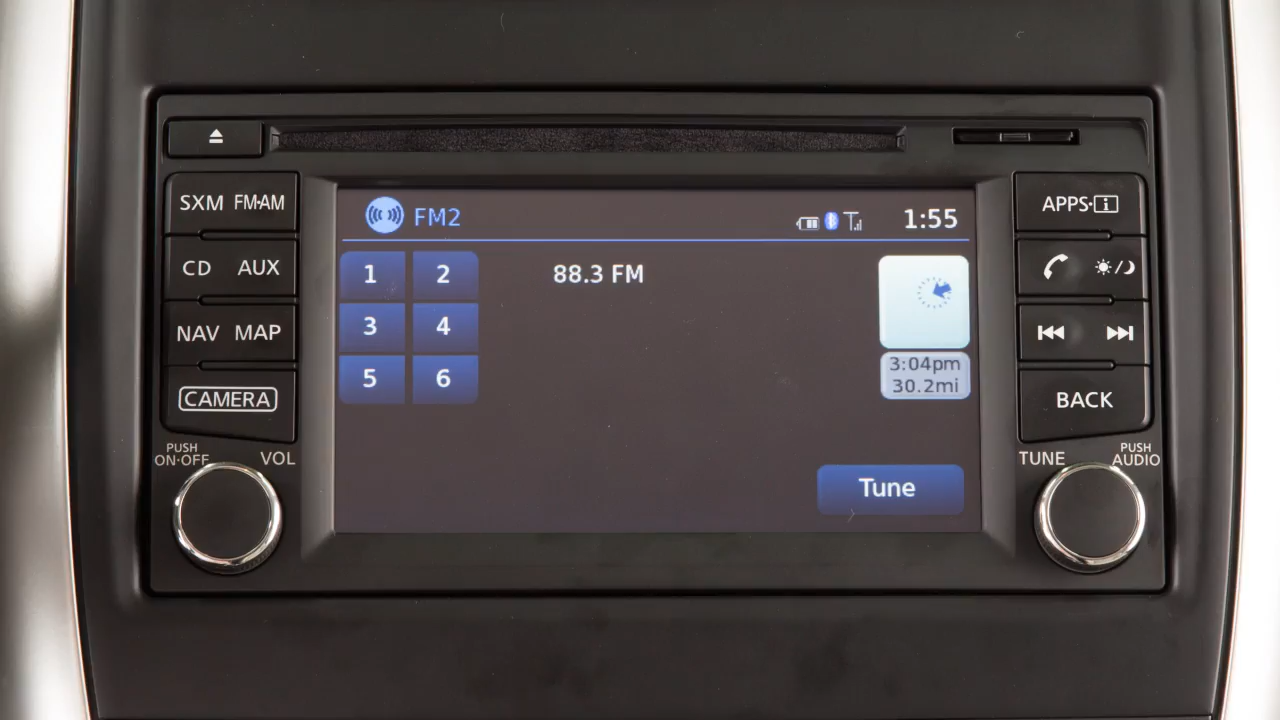 SXM FM·AM
CD AUX
NAV MAP
CAMERA
PUSH
ON·OFF
VOL
FM2
1:55
1 2
88.3 FM
3 4
5 6
3:04pm
30.2mi
Tune
APPS·i
BACK
TUNE
PUSH
AUDIO